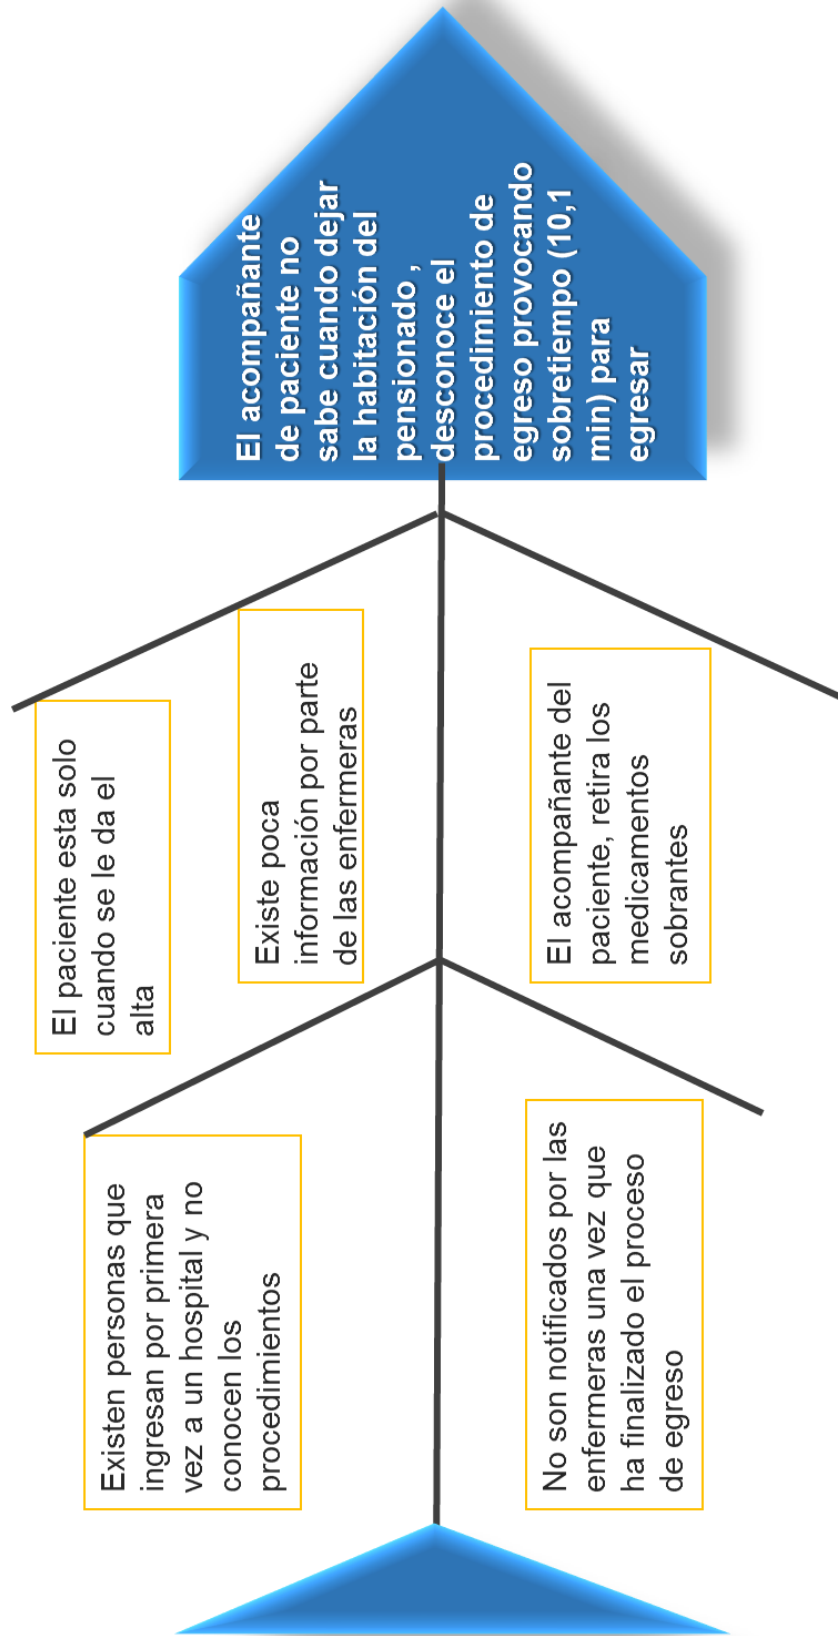 El paciente esta solo
cuando se le da el
alta
Existen personas que
ingresan por primera
vez a un hospital y no
conocen los
procedimientos
Existe poca
información por parte
de las enfermeras
El acompañante
de paciente no
sabe cuando dejar
la habitación del
pensionado ,
desconoce el
procedimiento de
egreso provocando
sobretiempo (10,1
min) para
egresar
No son notificados por las
enfermeras una vez que
ha finalizado el proceso
de egreso
El acompañante del
paciente, retira los
medicamentos
sobrantes